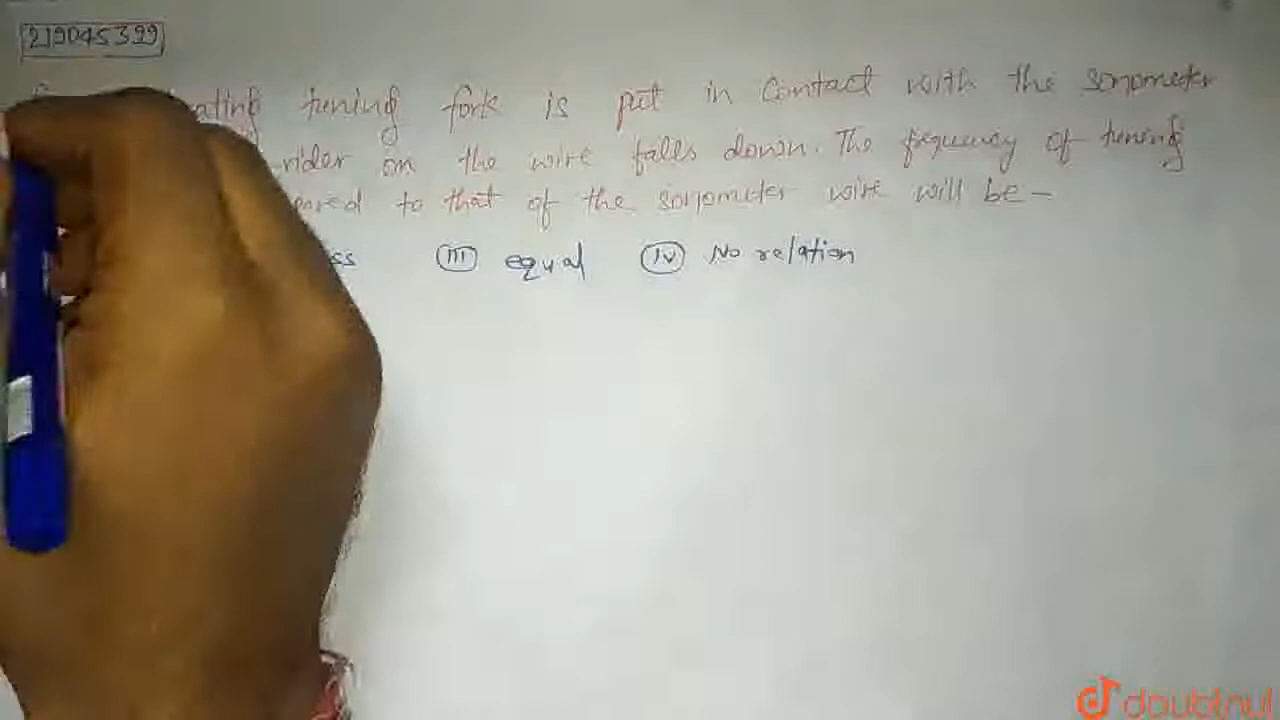 219045399
tuning fork is put in Contact with the sonometer
rider on the wire falls down. The frequency of tuning
to that of the sonometer wire will be -
III equal IV No relation
doubtnut